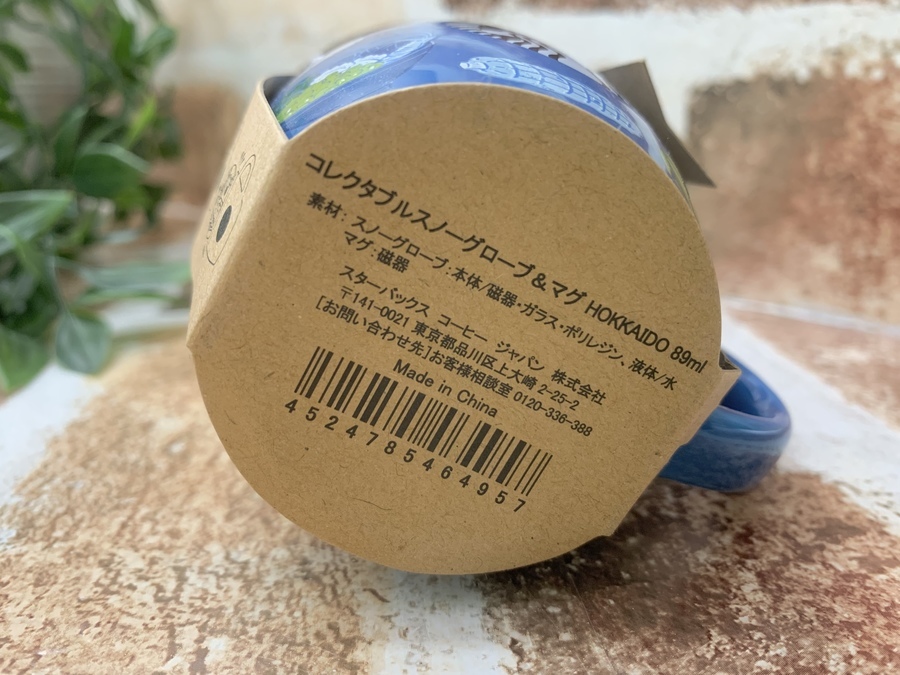 コレクタブルスノーグローブ＆マグ HOKKAIDO 89ml
素材：スノーグローブ：本体/磁器・ガラス・ポリレジン、液体/水
マグ：磁器
スターバックス コーヒー ジャパン 株式会社
〒141-0021 東京都品川区上大崎 2-25-2
[お問い合わせ先]お客様相談室 0120-336-388
Made in China
4524785464957